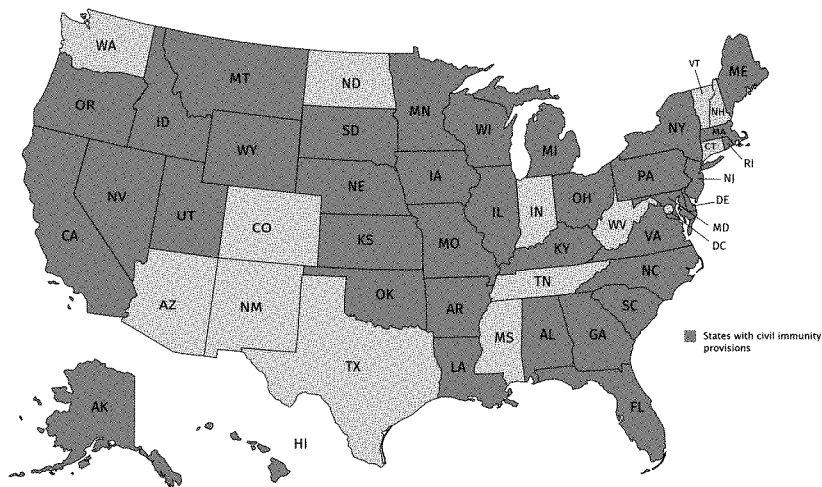 WA
MT
ND
MN
VT
ME
OR
ID
SD
WI
NH
NY
MA
WY
MI
CT
RI
IA
PA
NJ
NE
NV
OH
DE
UT
IL
IN
CO
WV
MD
CA
KS
MO
VA
DC
KY
NC
TN
AZ
NM
OK
AR
SC
MS
AL
GA
States with civil immunity
provisions
TX
LA
AK
FL
HI